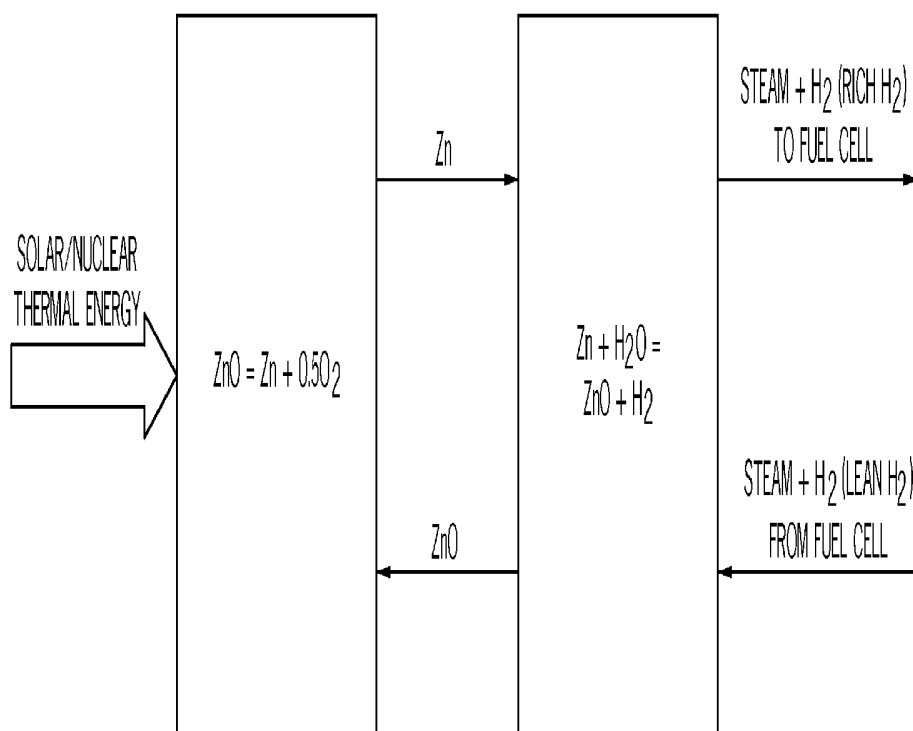 SOLAR/NUCLEAR
THERMAL ENERGY
ZnO = Zn + 0.5O2
Zn
ZnO
Zn + H2O =
ZnO + H2
STEAM + H2 (RICH H2)
TO FUEL CELL
STEAM + H2 (LEAN H2)
FROM FUEL CELL